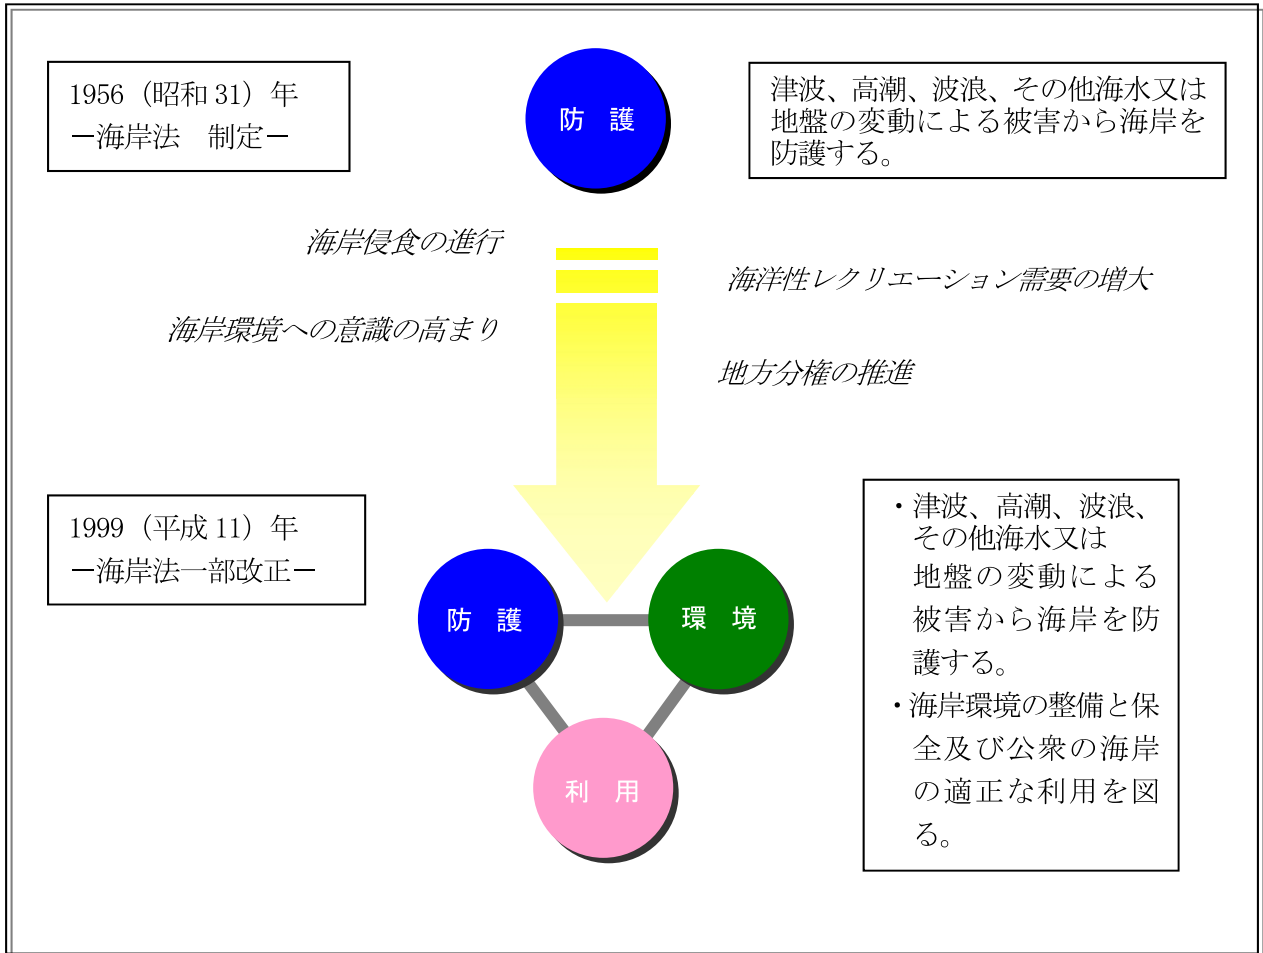 1956（昭和 31）年
－海岸法　制定－
防　護
津波、高潮、波浪、その他海水又は
地盤の変動による被害から海岸を
防護する。
海岸侵食の進行
海洋性レクリエーション需要の増大
海岸環境への意識の高まり
地方分権の推進
1999（平成 11）年
－海岸法一部改正－
防　護
環　境
利　用
・津波、高潮、波浪、
その他海水又は
地盤の変動による
被害から海岸を防
護する。
・海岸環境の整備と保
全及び公衆の海岸
の適正な利用を図
る。